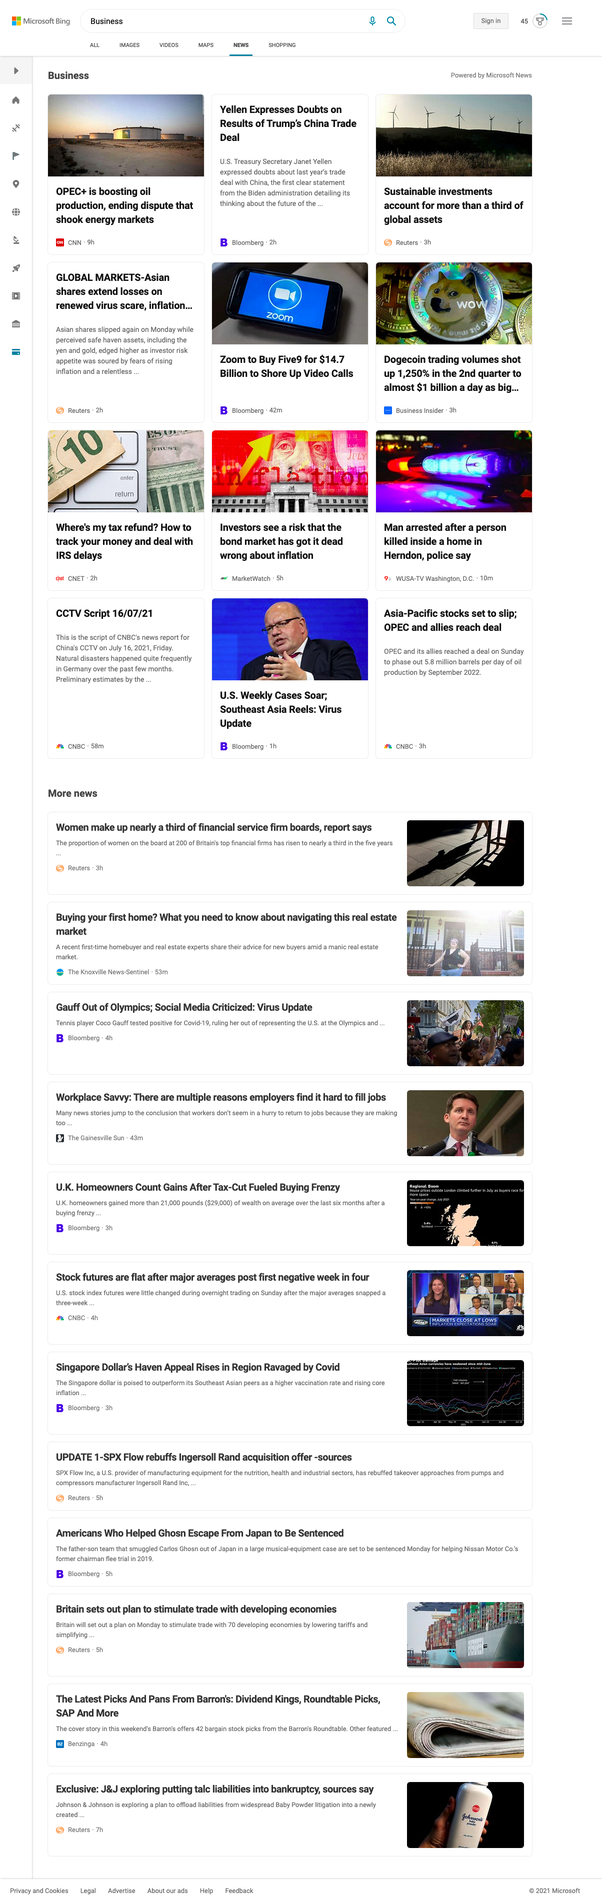 Microsoft Bing
Business
Sign in
45
ALL IMAGES VIDEOS MAPS NEWS SHOPPING
Business
Powered by Microsoft News
OPEC+ is boosting oil
production, ending dispute that
shook energy markets
CNN · 9h
Yellen Expresses Doubts on
Results of Trump's China Trade
Deal
U.S. Treasury Secretary Janet Yellen
expressed doubts about last year's trade
deal with China, the first clear statement
from the Biden administration detailing its
thinking about the future of the ...
Bloomberg · 2h
Sustainable investments
account for more than a third of
global assets
Reuters · 3h
GLOBAL MARKETS-Asian
shares extend losses on
renewed virus scare, inflation...
Asian shares slipped again on Monday while
perceived safe haven assets, including the
yen and gold, edged higher as investor risk
appetite was soured by fears of rising
inflation and a relentless ...
Reuters · 2h
zoom
Zoom to Buy Five9 for $14.7
Billion to Shore Up Video Calls
Bloomberg · 42m
WOW
Dogecoin trading volumes shot
up 1,250% in the 2nd quarter to
almost $1 billion a day as big...
Business Insider · 3h
10
enter
return
Where's my tax refund? How to
track your money and deal with
IRS delays
CNET · 2h
inflation
Investors see a risk that the
bond market has got it dead
wrong about inflation
MarketWatch · 5h
Man arrested after a person
killed inside a home in
Herndon, police say
WUSA-TV Washington, D.C. · 10m
CCTV Script 16/07/21
This is the script of CNBC's news report for
China's CCTV on July 16, 2021, Friday.
Natural disasters happened quite frequently
in Germany over the past few months.
Preliminary estimates by the ...
CNBC · 58m
U.S. Weekly Cases Soar;
Southeast Asia Reels: Virus
Update
Bloomberg · 1h
Asia-Pacific stocks set to slip;
OPEC and allies reach deal
OPEC and its allies reached a deal on Sunday
to phase out 5.8 million barrels per day of oil
production by September 2022.
CNBC · 3h
More news
Women make up nearly a third of financial service firm boards, report says
The proportion of women on the board at 200 of Britain's top financial firms has risen to nearly a third in the five years
...
Reuters · 3h
Buying your first home? What you need to know about navigating this real estate
market
A recent first-time homebuyer and real estate experts share their advice for new buyers amid a manic real estate
market.
The Knoxville News-Sentinel · 53m
Gauff Out of Olympics; Social Media Criticized: Virus Update
Tennis player Coco Gauff tested positive for Covid-19, ruling her out of representing the U.S. at the Olympics and ...
Bloomberg · 4h
Workplace Savvy: There are multiple reasons employers find it hard to fill jobs
Many news stories jump to the conclusion that workers don't seem in a hurry to return to jobs because they are making
too ...
The Gainesville Sun · 43m
U.K. Homeowners Count Gains After Tax-Cut Fueled Buying Frenzy
U.K. homeowners gained more than 21,000 pounds ($29,000) of wealth on average over the last six months after a
buying frenzy ...
Bloomberg · 3h
Regional Boom
Stock futures are flat after major averages post first negative week in four
U.S. stock index futures were little changed during overnight trading on Sunday after the major averages snapped a
three-week ...
CNBC · 4h
MARKETS CLOSE AT LOWS
INFLATION EXPECTATIONS SOAR
Singapore Dollar's Haven Appeal Rises in Region Ravaged by Covid
The Singapore dollar is poised to outperform its Southeast Asian peers as a higher vaccination rate and rising core
inflation ...
Bloomberg · 3h
UPDATE 1-SPX Flow rebuffs Ingersoll Rand acquisition offer -sources
SPX Flow Inc, a U.S. provider of manufacturing equipment for the nutrition, health and industrial sectors, has rebuffed takeover approaches from pumps and
compressors manufacturer Ingersoll Rand Inc, ...
Reuters · 5h
Americans Who Helped Ghosn Escape From Japan to Be Sentenced
The father-son team that smuggled Carlos Ghosn out of Japan in a large musical-equipment case are set to be sentenced Monday for helping Nissan Motor Co.'s
former chairman flee trial in 2019.
Bloomberg · 5h
Britain sets out plan to stimulate trade with developing economies
Britain will set out a plan on Monday to stimulate trade with 70 developing economies by lowering tariffs and
simplifying ...
Reuters · 5h
The Latest Picks And Pans From Barron's: Dividend Kings, Roundtable Picks,
SAP And More
The cover story in this weekend's Barron's offers 42 bargain stock picks from the Barron's Roundtable. Other featured ...
Benzinga · 4h
Exclusive: J&J exploring putting talc liabilities into bankruptcy, sources say
Johnson & Johnson is exploring a plan to offload liabilities from widespread Baby Powder litigation into a newly
created ...
Reuters · 7h
Johnson's
Privacy and Cookies Legal Advertise About our ads Help Feedback
© 2021 Microsoft